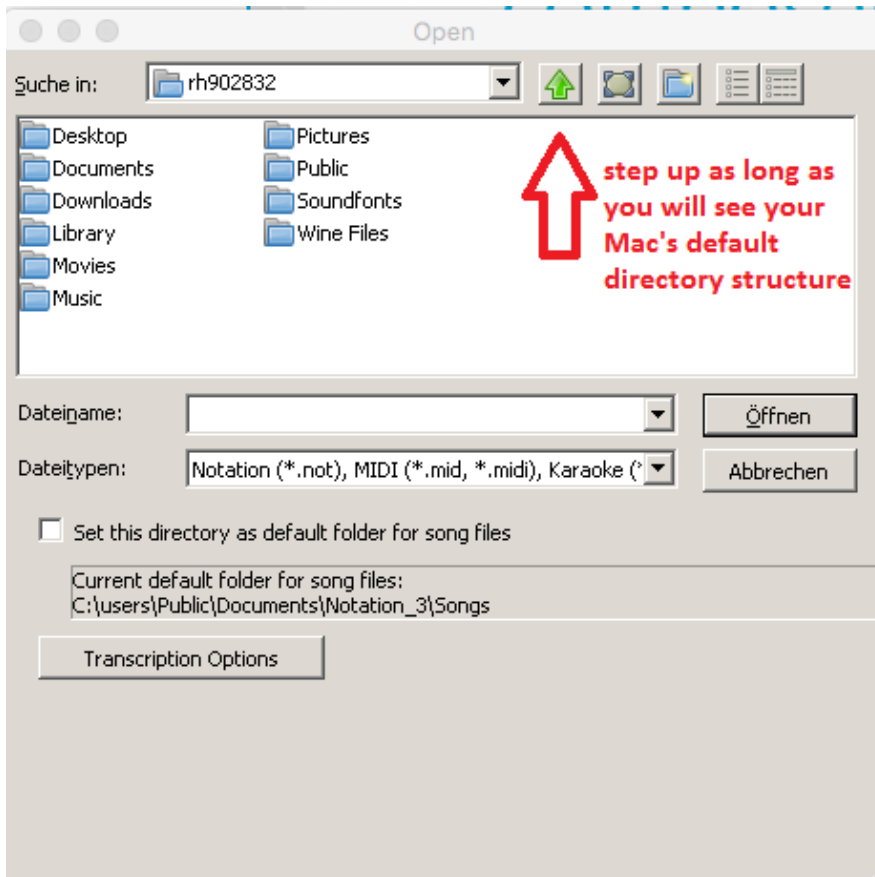 Open
Suche in:
rh902832
Desktop
Documents
Downloads
Library
Movies
Music
Pictures
Public
Soundfonts
Wine Files
step up as long as
you will see your
Mac's default
directory structure
Dateiname:
Öffnen
Dateitypen:
Notation (*.not), MIDI (*.mid, *.midi), Karaoke (*
Abbrechen
Set this directory as default folder for song files
Current default folder for song files:
C:\users\Public\Documents\Notation_3\Songs
Transcription Options